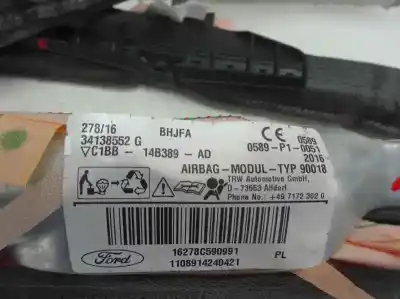 278/16 BHJFA
34138552 G
C1BB - 14B389 - AD
CE 0589
0589-P1-0051
2016
AIRBAG-MODUL-TYP 90018
TRW Automotive GmbH,
D - 73553 Alfdorf
Phone No.: +49 7172 302 0
Ford
16278C590991 PL
1108914240421